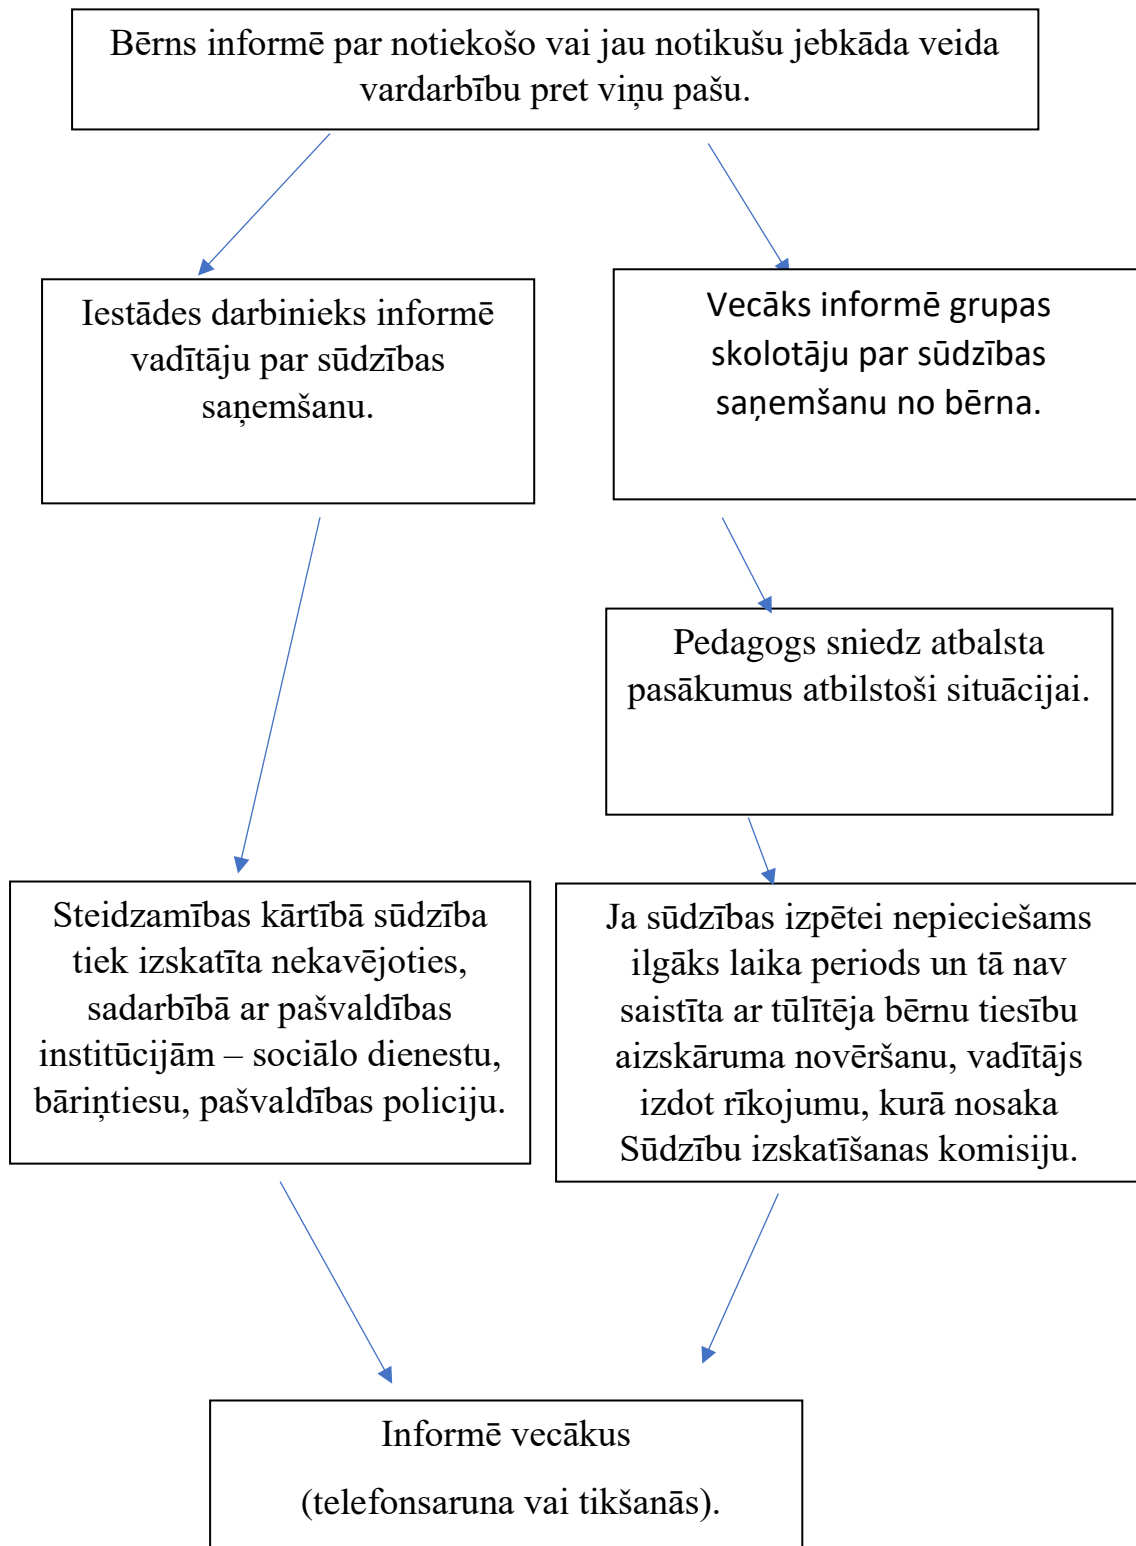 Bērns informē par notiekošo vai jau notikušu jebkāda veida
vardarbību pret viņu pašu.
Iestādes darbinieks informē
vadītāju par sūdzības
saņemšanu.
Vecāks informē grupas
skolotāju par sūdzības
saņemšanu no bērna.
Pedagogs sniedz atbalsta
pasākumus atbilstoši situācijai.
Steidzamības kārtībā sūdzība
tiek izskatīta nekavējoties,
sadarbībā ar pašvaldības
institūcijām – sociālo dienestu,
bāriņtiesu, pašvaldības policiju.
Ja sūdzības izpētei nepieciešams
ilgāks laika periods un tā nav
saistīta ar tūlītēja bērnu tiesību
aizskāruma novēršanu, vadītājs
izdot rīkojumu, kurā nosaka
Sūdzību izskatīšanas komisiju.
Informē vecākus
(telefonsaruna vai tikšanās).